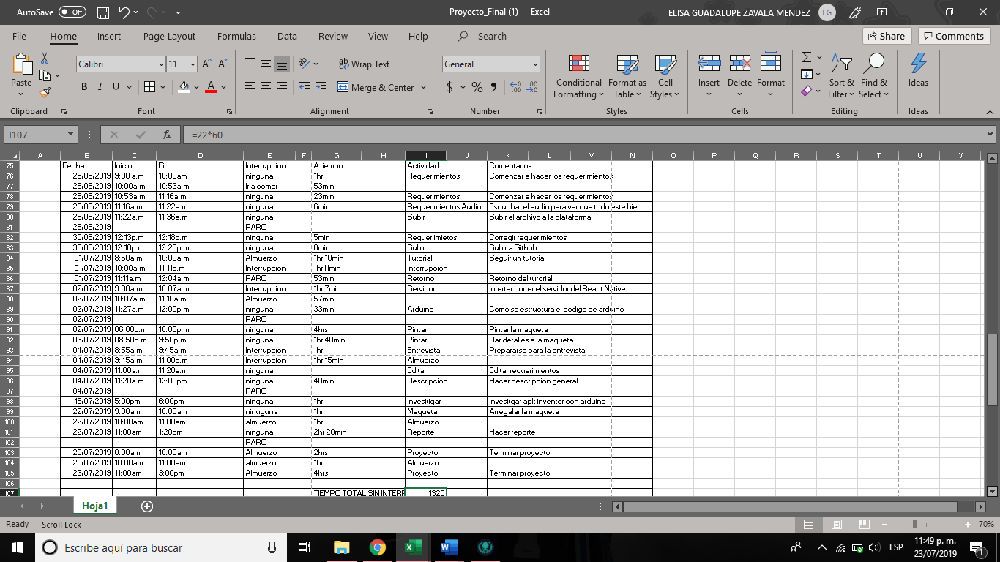 AutoSave Off Proyecto_Final (1) - Excel ELISA GUADALUPE ZAVALA MENDEZ EG
File Home Insert Page Layout Formulas Data Review View Help Search Share Comments
Paste Calibri 11 A A Wrap Text General Conditional Formatting Format as Table Cell Styles Insert Delete Format Sort & Filter Find & Select Ideas
B I U A Merge & Center $ % 9
Clipboard Font Alignment Number Styles Cells Editing Ideas
I107 fx =22*60
A B C D E F G H I J K L M N O P Q R S T U V
75 Fecha Inicio Fin Interrupcion A tiempo Actividad Comentarios
76 28/06/2019 9:00 a.m 10:00am ninguna 1hr Requerimientos Comenzar a hacer los requerimientos
77 28/06/2019 10:00a.m 10:53a.m Ir a comer 53min
78 28/06/2019 10:53a.m 11:16a.m ninguna 23min Requerimientos Comenzar a hacer los requerimientos
79 28/06/2019 11:16a.m 11:22a.m ninguna 6min Requerimientos Audio Escuchar el audio para ver que todo este bien.
80 28/06/2019 11:22a.m 11:36a.m ninguna Subir Subir el archivo a la plataforma.
81 28/06/2019 PARO
82 30/06/2019 12:13p.m 12:18p.m ninguna 5min Requeriimietos Corregir requerimientos
83 30/06/2019 12:18p.m 12:26p.m ninguna 8min Subir Subir a Github
84 01/07/2019 8:50a.m 10:00a.m Almuerzo 1hr 10min Tutorial Seguir un tutorial
85 01/07/2019 10:00a.m 11:11a.m Interrupcion 1hr11min Interrupcion
86 01/07/2019 11:11a.m 12:04a.m PARO 53min Retorno Retorno del turorial.
87 02/07/2019 9:00a.m 10:07a.m Interrupcion 1hr 7min Servidor Intertar correr el servidor del React Native
88 02/07/2019 10:07a.m 11:10a.m Almuerzo 57min
89 02/07/2019 11:27a.m 12:00p.m ninguna 33min Arduino Como se estructura el codigo de arduino
90 02/07/2019 PARO
91 02/07/2019 06:00p.m 10:00p.m ninguna 4hrs Pintar Pintar la maqueta
92 03/07/2019 08:50p.m 9:50p.m ninguna 1hr 40min Pintar Dar detalles a la maqueta
93 04/07/2019 8:55a.m 9:45a.m Interrupcion 1hr Entrevista Prepararse para la entrevista
94 04/07/2019 9:45a.m 11:00a.m Interrupcion 1hr 15min Almuerzo
95 04/07/2019 11:00a.m 11:20a.m ninguna Editar Editar requerimientos
96 04/07/2019 11:20a.m 12:00pm ninguna 40min Descripcion Hacer descripcion general
97 04/07/2019 PARO
98 15/07/2019 5:00pm 6:00pm ninguna 1hr Invesitigar Invesitgar apk inventor con arduino
99 22/07/2019 9:00am 10:00am ninuguna 1hr Maqueta Arregalar la maqueta
100 22/07/2019 10:00am 11:00am almuerzo 1hr Almuerzo
101 22/07/2019 11:00am 1:20pm ninguna 2hr 20min Reporte Hacer reporte
102 PARO
103 23/07/2019 8:00am 10:00am Almuerzo 2hrs Proyecto Terminar proyecto
104 23/07/2019 10:00am 11:00am almuerzo 1hr Almuerzo
105 23/07/2019 11:00am 3:00pm Almuerzo 4hrs Proyecto Terminar proyecto
106
107 TIEMPO TOTAL SIN INTERR 1320
Hoja1
Ready Scroll Lock 70%
Escribe aquí para buscar ESP 11:49 p. m.
23/07/2019 1